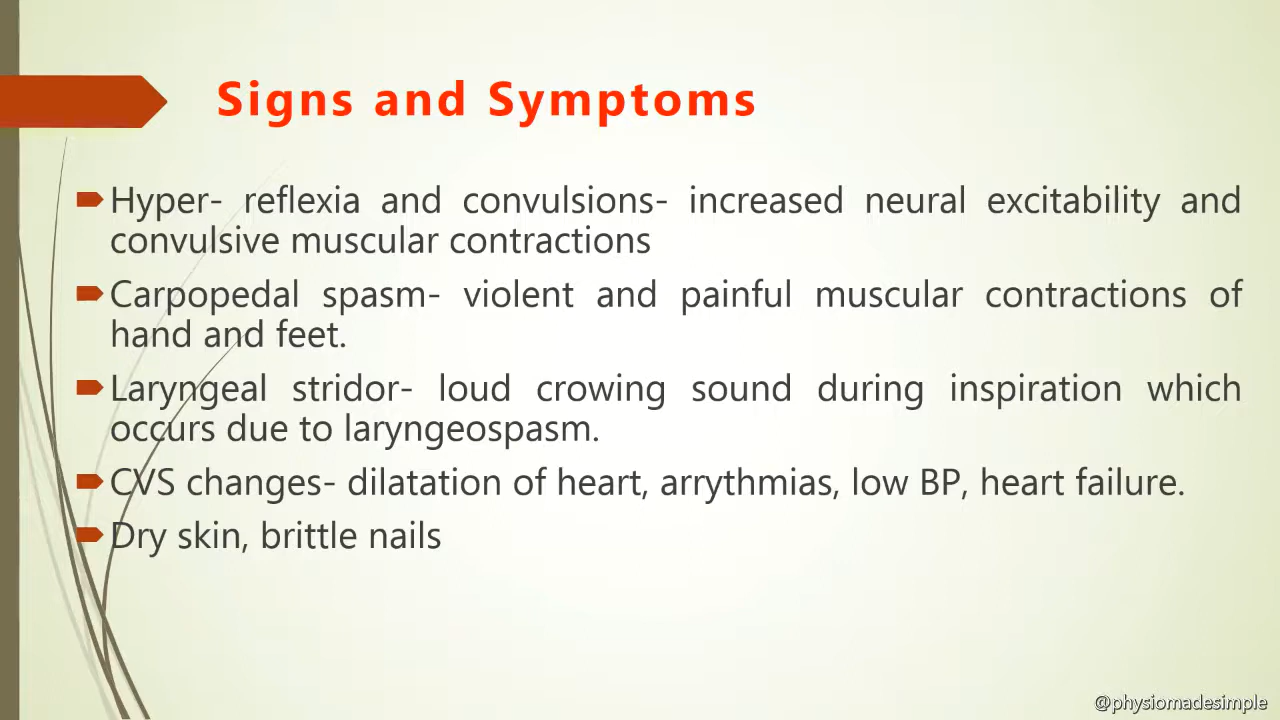 Signs and Symptoms
Hyper- reflexia and convulsions- increased neural excitability and
convulsive muscular contractions
Carpopedal spasm- violent and painful muscular contractions of
hand and feet.
Laryngeal stridor- loud crowing sound during inspiration which
occurs due to laryngeospasm.
CVS changes- dilatation of heart, arrythmias, low BP, heart failure.
Dry skin, brittle nails
@physiomadesimple